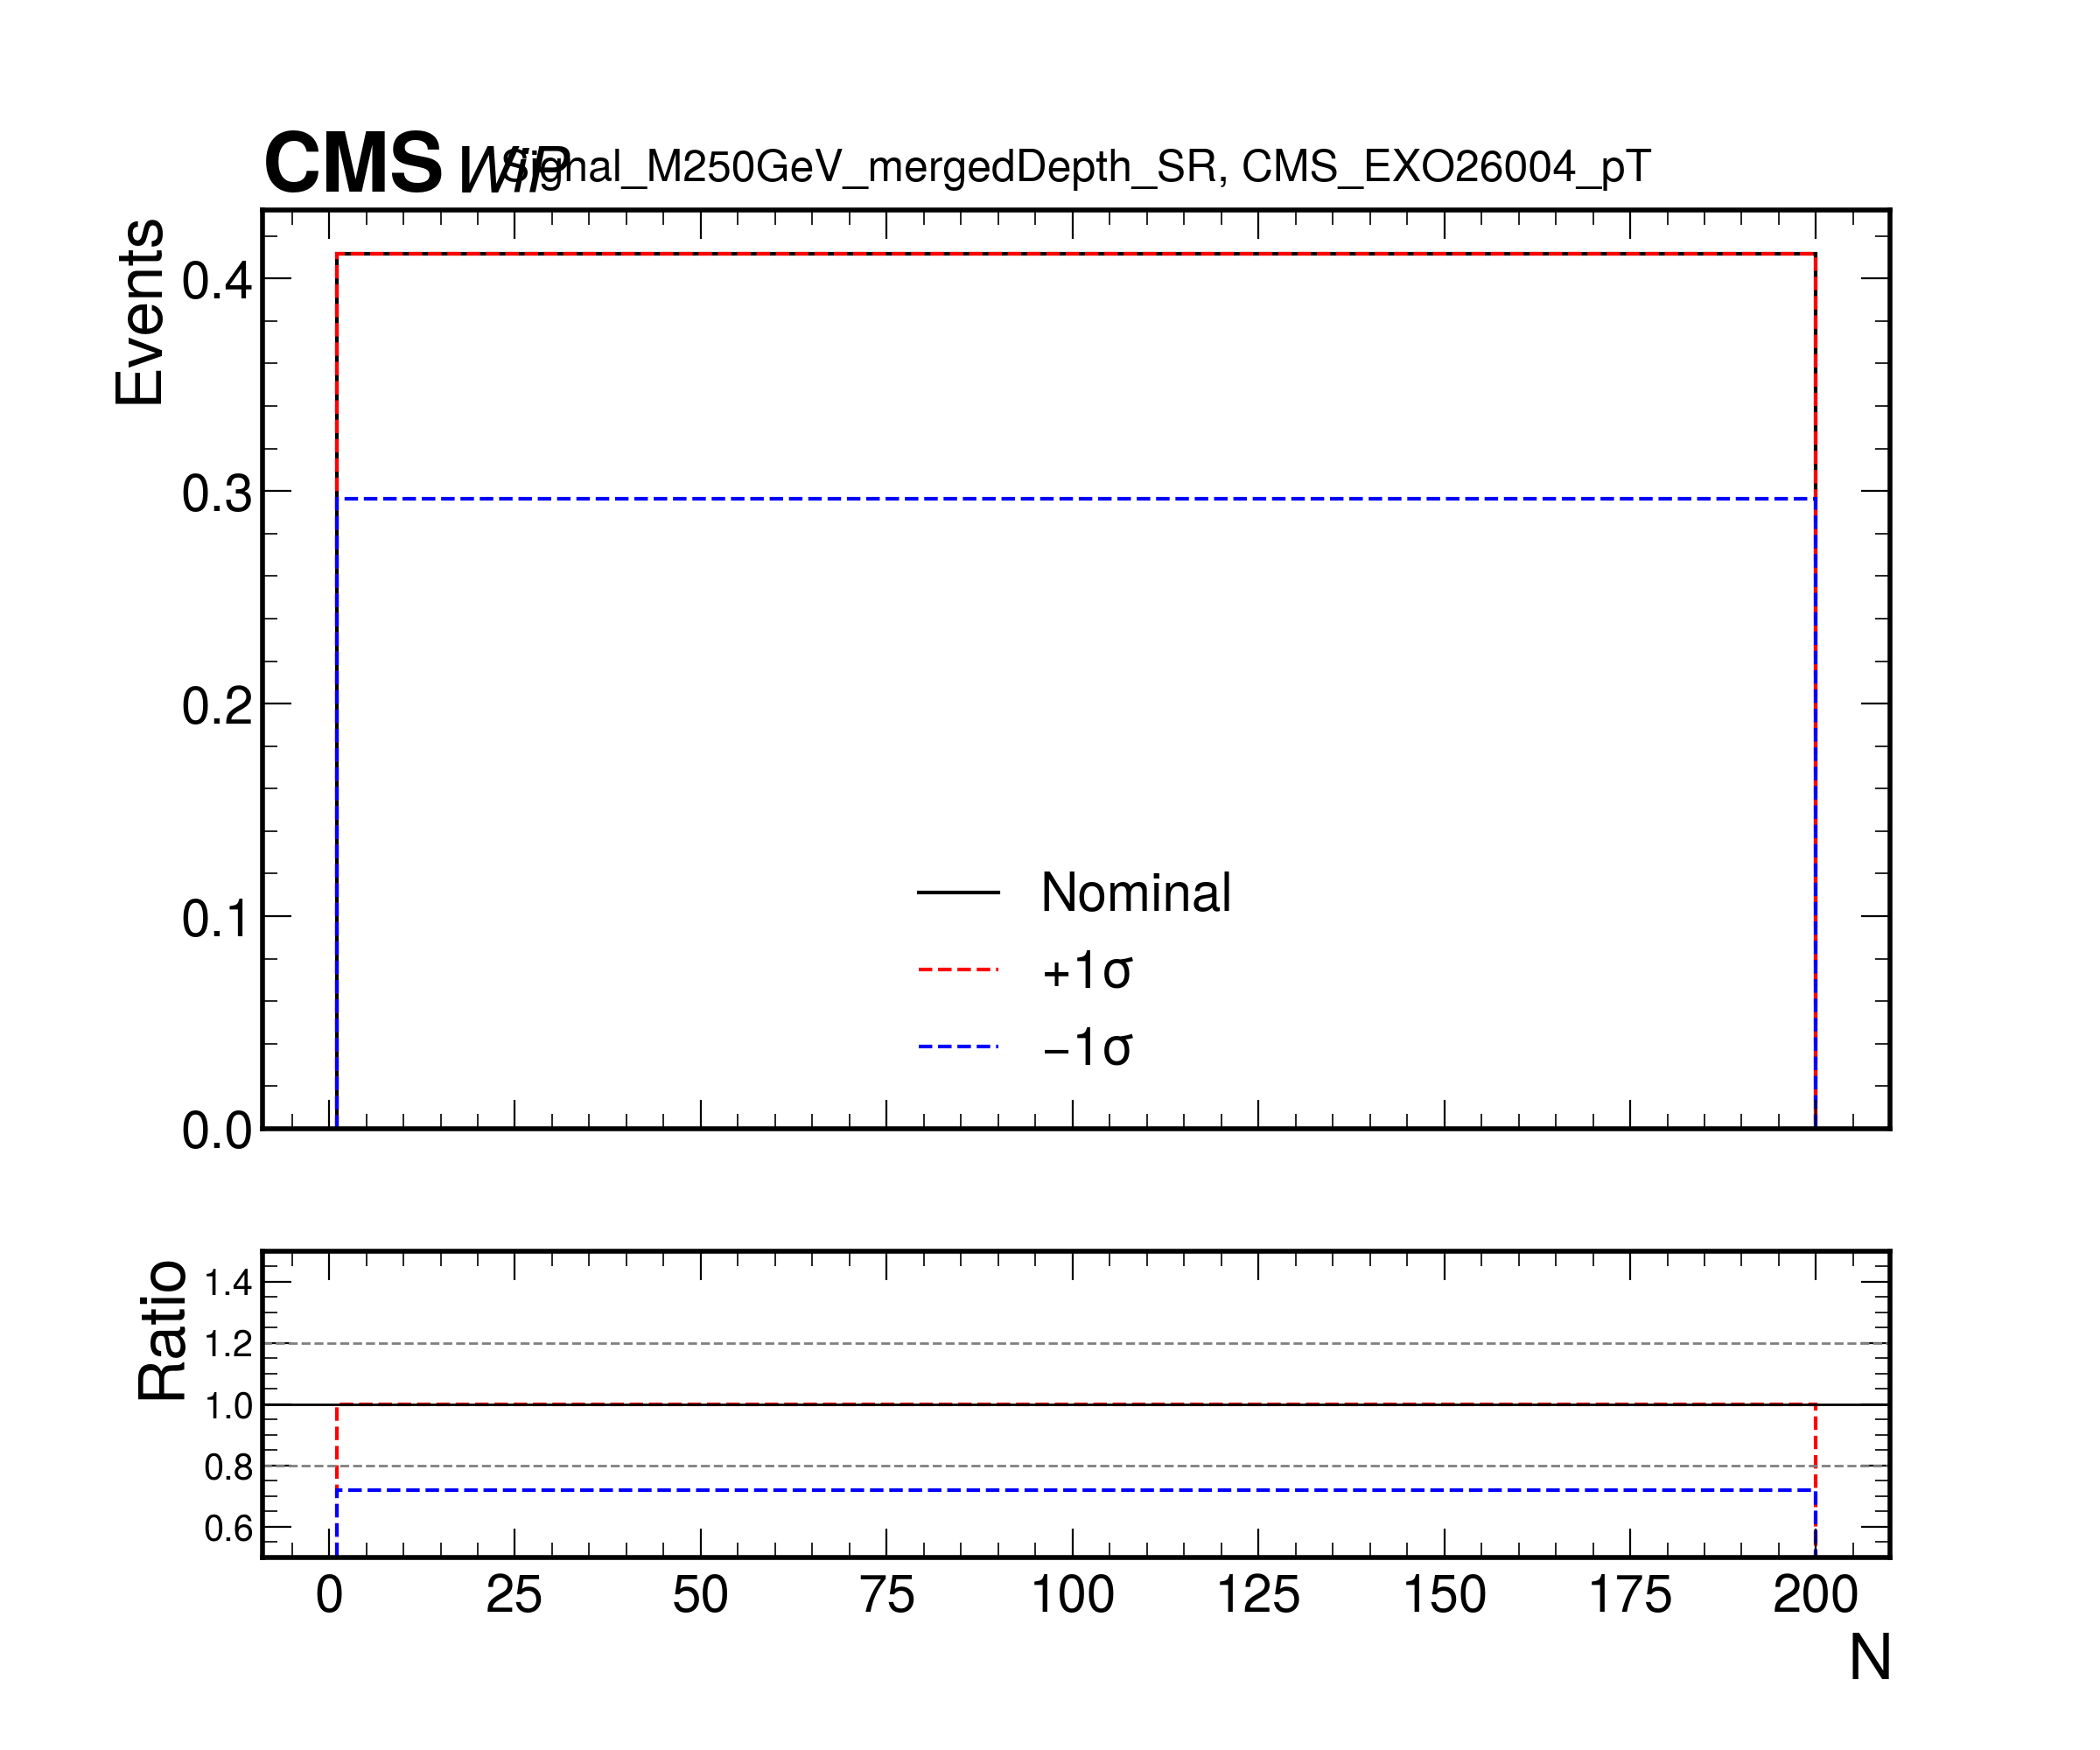 CMS WiP Signal_M250GeV_mergedDepth_SR, CMS_EXO26004_pT
Events
0.4
0.3
0.2
0.1
0.0
Nominal
+1σ
−1σ
Ratio
1.4
1.2
1.0
0.8
0.6
0 25 50 75 100 125 150 175 200
N